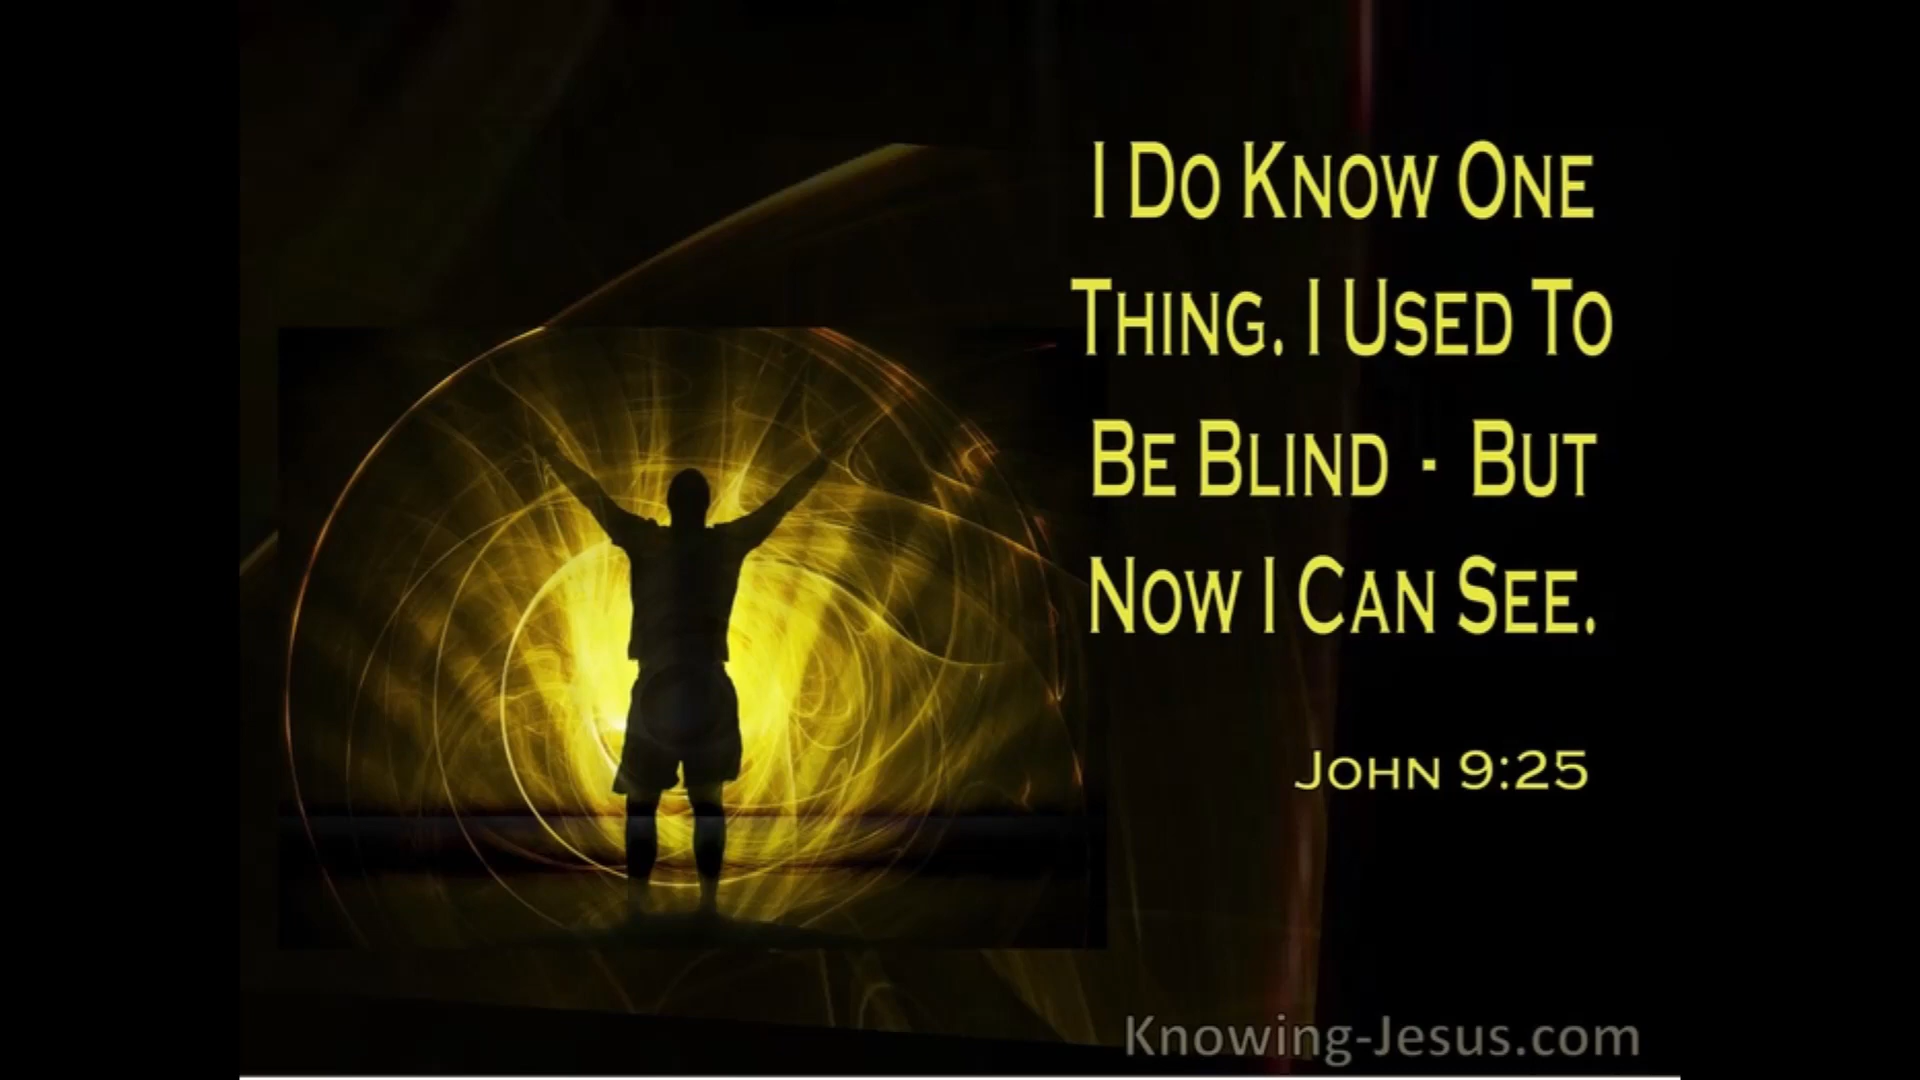 I Do Know One
Thing. I Used To
Be Blind - But
Now I Can See.
John 9:25
Knowing-Jesus.com